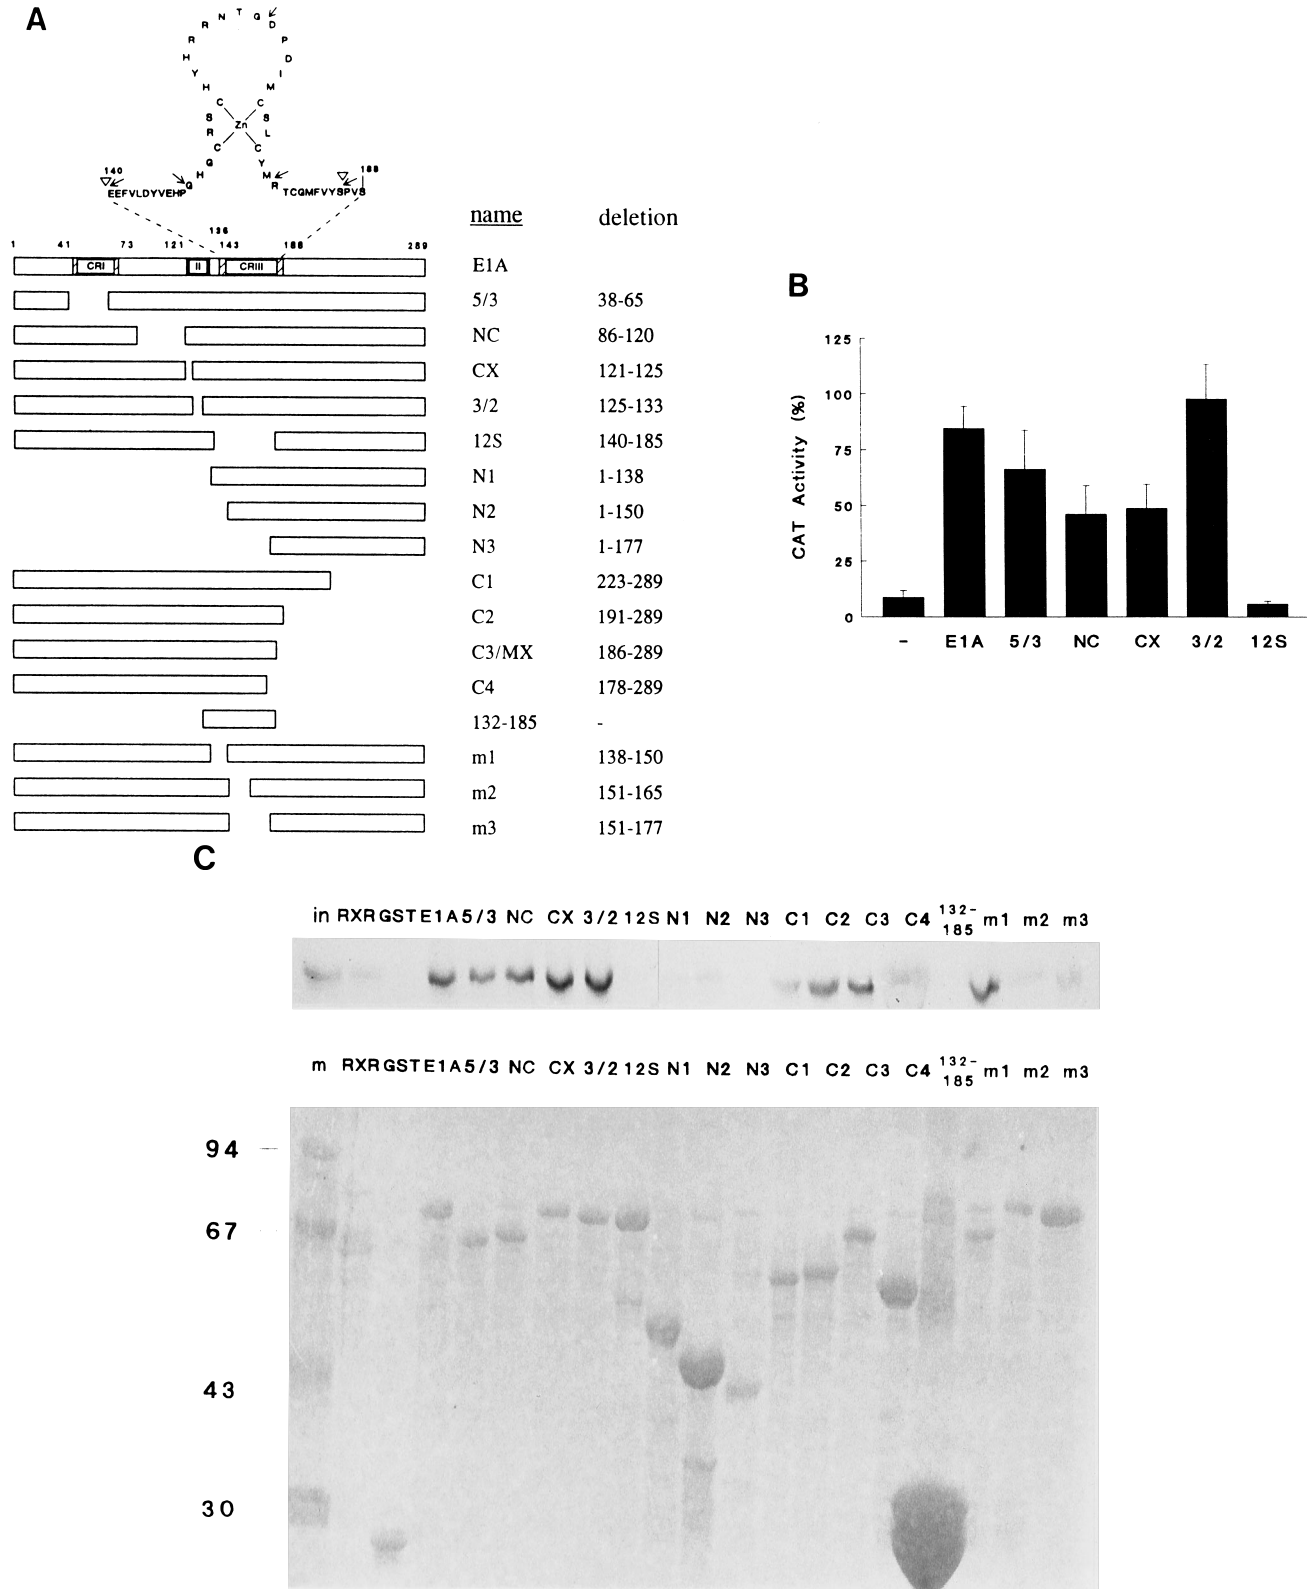 A
R R N T G D
R P
H D
Y I
H M
C C
S Zn S
R L
C C
G Y
H M
G R
140 188
EEFVLDYVEHP TCGMFVYSPVS
name deletion
136
1 41 73 121 143 188 289
CRI II CRIII E1A
5/3 38-65
NC 86-120
CX 121-125
3/2 125-133
12S 140-185
N1 1-138
N2 1-150
N3 1-177
C1 223-289
C2 191-289
C3/MX 186-289
C4 178-289
132-185 -
m1 138-150
m2 151-165
m3 151-177
B
CAT Activity (%)
125
100
75
50
25
0
- E1A 5/3 NC CX 3/2 12S
C
in RXR GST E1A 5/3 NC CX 3/2 12S N1 N2 N3 C1 C2 C3 C4 132-185 m1 m2 m3
m RXR GST E1A 5/3 NC CX 3/2 12S N1 N2 N3 C1 C2 C3 C4 132-185 m1 m2 m3
94
67
43
30